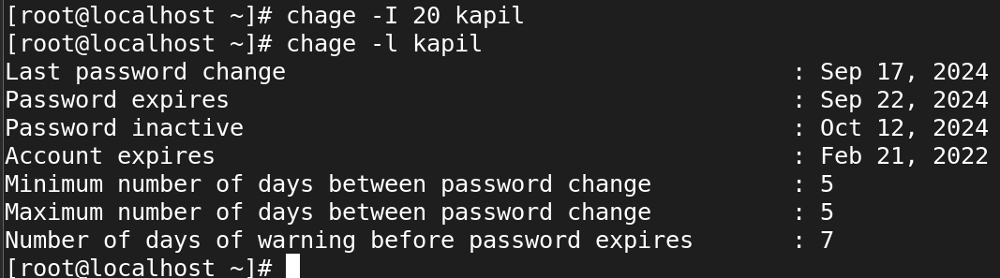 [root@localhost ~]# chage -I 20 kapil
[root@localhost ~]# chage -l kapil
Last password change : Sep 17, 2024
Password expires : Sep 22, 2024
Password inactive : Oct 12, 2024
Account expires : Feb 21, 2022
Minimum number of days between password change : 5
Maximum number of days between password change : 5
Number of days of warning before password expires : 7
[root@localhost ~]#